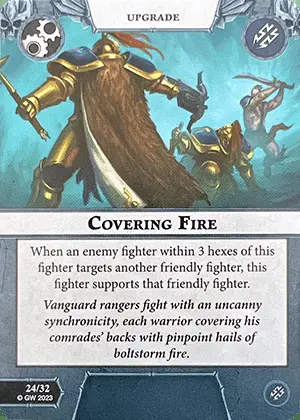 UPGRADE
COVERING FIRE
When an enemy fighter within 3 hexes of this
fighter targets another friendly fighter, this
fighter supports that friendly fighter.
Vanguard rangers fight with an uncanny
synchronicity, each warrior covering his
comrades' backs with pinpoint hails of
boltstorm fire.
24/32
© GW 2023